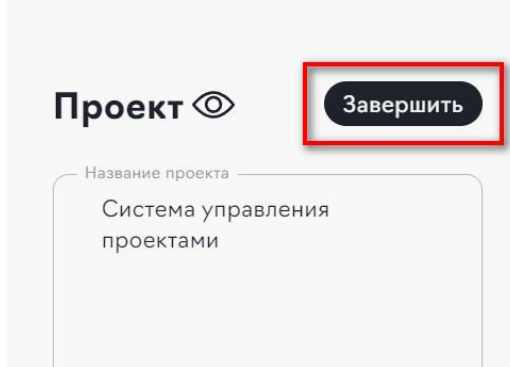 Проект
Завершить
Название проекта
Система управления
проектами